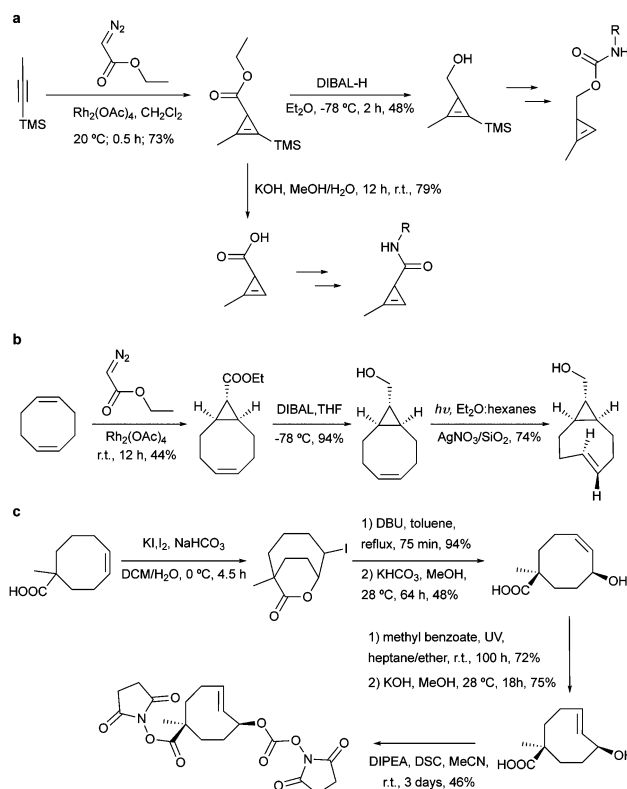 a
N2
O
O
Rh2(OAc)4, CH2Cl2
20 ºC; 0.5 h; 73%
TMS
O
O
TMS
DIBAL-H
Et2O, -78 ºC, 2 h, 48%
OH
TMS
R
NH
O
O
KOH, MeOH/H2O, 12 h, r.t., 79%
OH
O
R
HN
O
b
N2
O
O
Rh2(OAc)4
r.t., 12 h, 44%
COOEt
H
H
DIBAL,THF
-78 ºC, 94%
HO
H
H
hυ, Et2O:hexanes
AgNO3/SiO2, 74%
HO
H
H
H
H
c
HOOC
KI,I2, NaHCO3
DCM/H2O, 0 ºC, 4.5 h
I
O
O
1) DBU, toluene,
reflux, 75 min, 94%
2) KHCO3, MeOH,
28 ºC, 64 h, 48%
HOOC
OH
1) methyl benzoate, UV,
heptane/ether, r.t., 100 h, 72%
2) KOH, MeOH, 28 ºC, 18h, 75%
HOOC
OH
DIPEA, DSC, MeCN,
r.t., 3 days, 46%
O
N
O
O
O
O
O
O
O
N
O
O